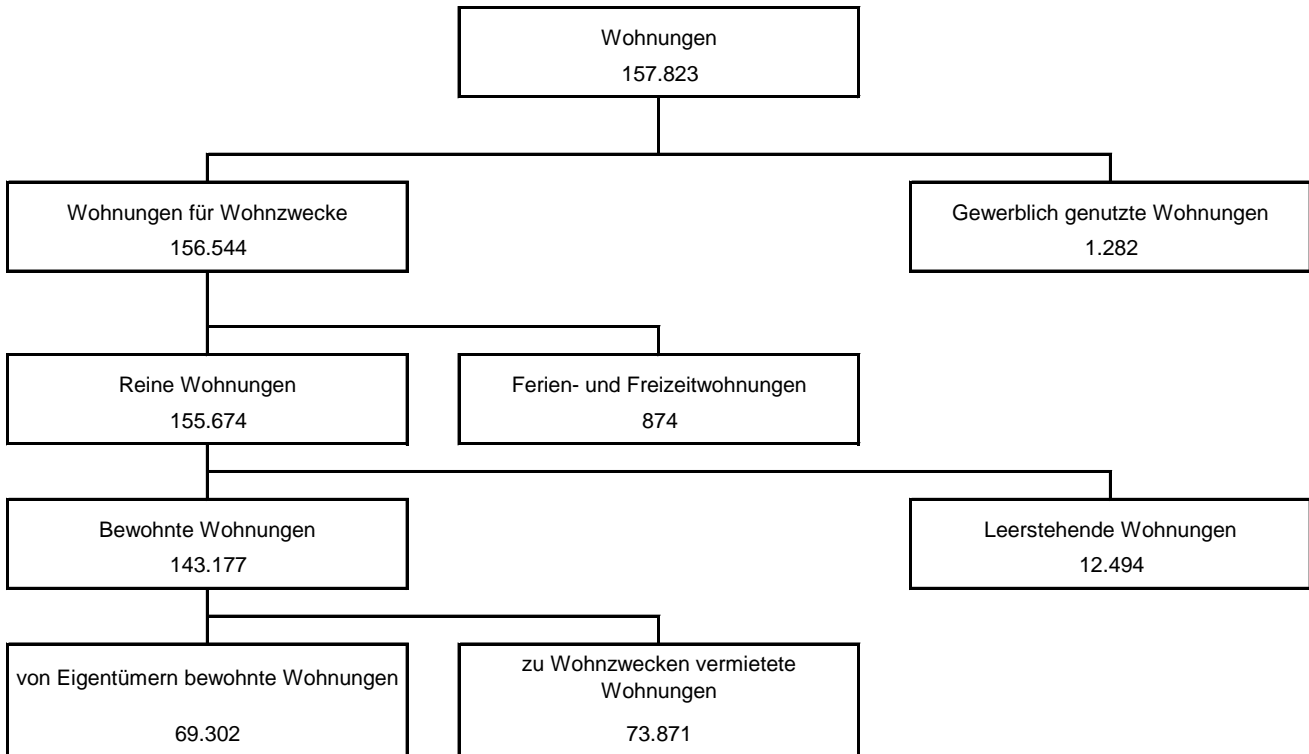 Wohnungen
157.823
Wohnungen für Wohnzwecke
156.544
Gewerblich genutzte Wohnungen
1.282
Reine Wohnungen
155.674
Ferien- und Freizeitwohnungen
874
Bewohnte Wohnungen
143.177
Leerstehende Wohnungen
12.494
von Eigentümern bewohnte Wohnungen
69.302
zu Wohnzwecken vermietete
Wohnungen
73.871